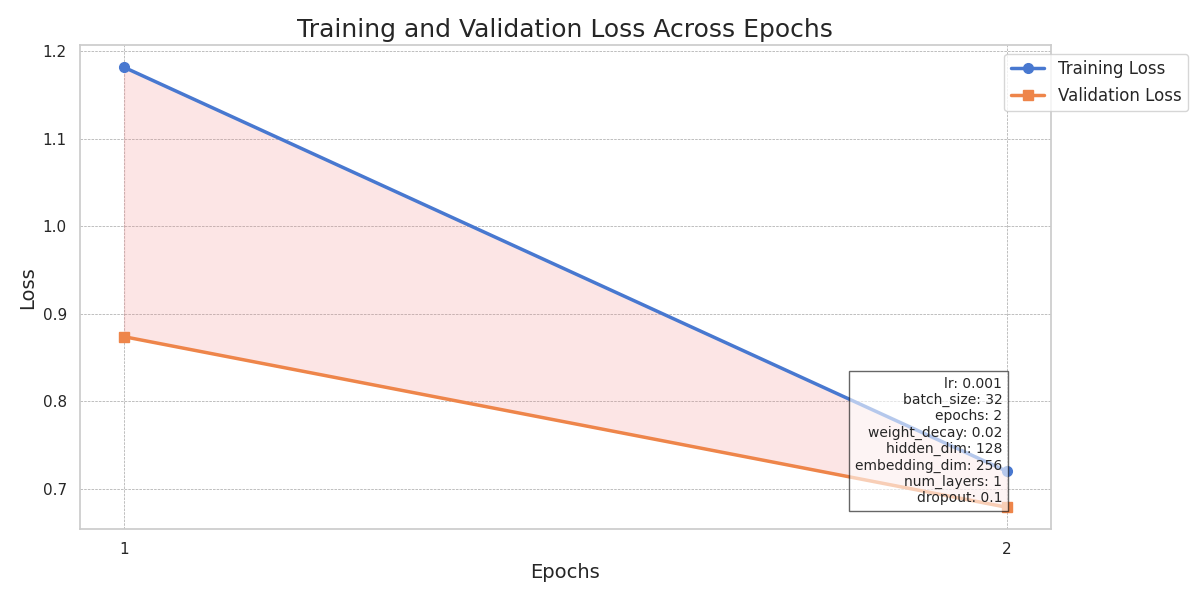 Training and Validation Loss Across Epochs
Training Loss
Validation Loss
Loss
1.2
1.1
1.0
0.9
0.8
0.7
lr: 0.001
batch_size: 32
epochs: 2
weight_decay: 0.02
hidden_dim: 128
embedding_dim: 256
num_layers: 1
dropout: 0.1
1
2
Epochs